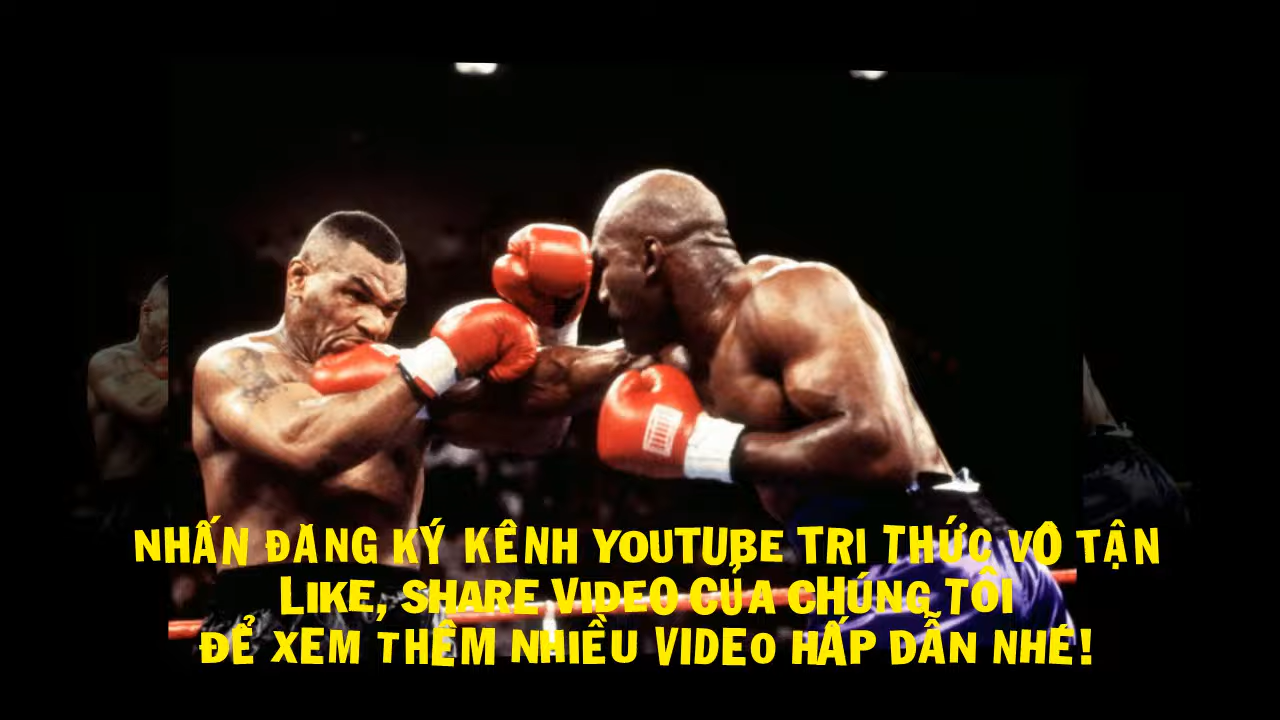 NHẤN ĐĂNG KÝ KÊNH YOUTUBE TRI THỨC VÔ TẬN
LIKE, SHARE VIDEO CỦA CHÚNG TÔI
ĐỂ XEM THÊM NHIỀU VIDEO HẤP DẪN NHÉ!